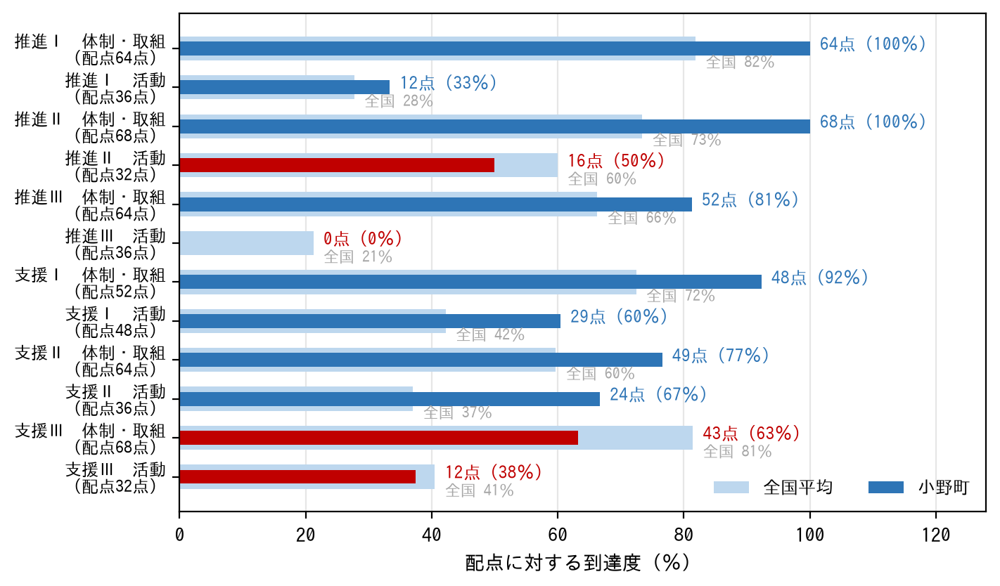 推進Ⅰ　体制・取組
（配点64点）
64点（100%）
全国 82%
推進Ⅰ　活動
（配点36点）
12点（33%）
全国 28%
推進Ⅱ　体制・取組
（配点68点）
68点（100%）
全国 73%
推進Ⅱ　活動
（配点32点）
16点（50%）
全国 60%
推進Ⅲ　体制・取組
（配点64点）
52点（81%）
全国 66%
推進Ⅲ　活動
（配点36点）
0点（0%）
全国 21%
支援Ⅰ　体制・取組
（配点52点）
48点（92%）
全国 72%
支援Ⅰ　活動
（配点48点）
29点（60%）
全国 42%
支援Ⅱ　体制・取組
（配点64点）
49点（77%）
全国 60%
支援Ⅱ　活動
（配点36点）
24点（67%）
全国 37%
支援Ⅲ　体制・取組
（配点68点）
43点（63%）
全国 81%
支援Ⅲ　活動
（配点32点）
12点（38%）
全国 41%
全国平均　小野町
0 20 40 60 80 100 120
配点に対する到達度（%）